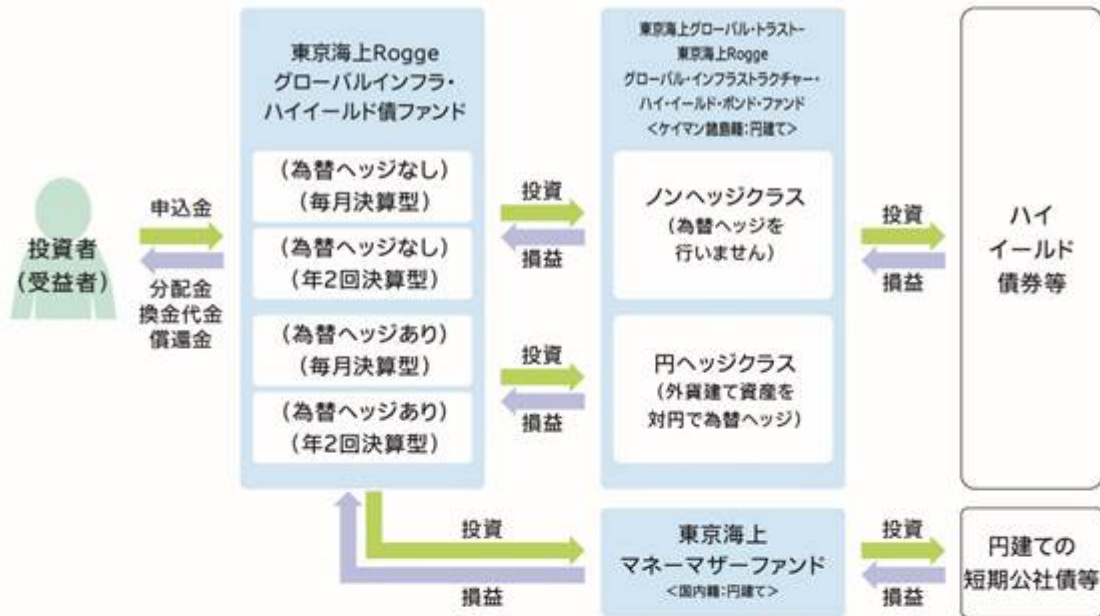 投資者
(受益者)
申込金
分配金
換金代金
償還金
東京海上Rogge
グローバルインフラ・
ハイイールド債ファンド
(為替ヘッジなし)
(毎月決算型)
(為替ヘッジなし)
(年2回決算型)
(為替ヘッジあり)
(毎月決算型)
(為替ヘッジあり)
(年2回決算型)
投資
損益
投資
損益
東京海上グローバル・トラスト-
東京海上Rogge
グローバル・インフラストラクチャー・
ハイ・イールド・ボンド・ファンド
<ケイマン諸島籍:円建て>
ノンヘッジクラス
(為替ヘッジを
行いません)
円ヘッジクラス
(外貨建て資産を
対円で為替ヘッジ)
投資
損益
ハイ
イールド
債券等
投資
損益
東京海上
マネーマザーファンド
<国内籍:円建て>
投資
損益
円建ての
短期公社債等